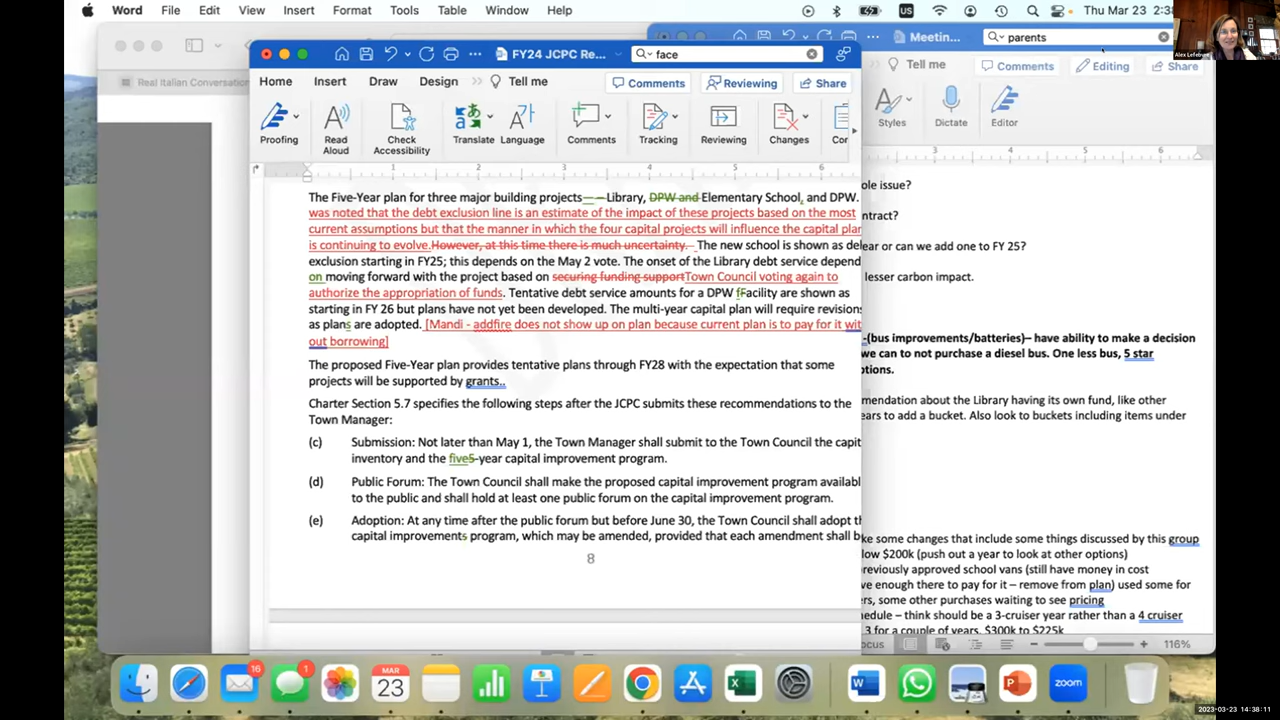 Word File Edit View Insert Format Tools Table Window Help US Thu Mar 23 2:38
Alex Lefebvre
FY24 JCPC Re... face
Meetin... parents
Home Insert Draw Design Tell me Comments Reviewing Share
Tell me Comments Editing Share
Real Italian Conversation
Proofing Read Aloud Check Accessibility Translate Language Comments Tracking Reviewing Changes Cor
Styles Dictate Editor
1 2 3 4 5 6
3 4 5 6
The Five-Year plan for three major building projects— –Library, DPW and Elementary School, and DPW.
was noted that the debt exclusion line is an estimate of the impact of these projects based on the most
current assumptions but that the manner in which the four capital projects will influence the capital plan
is continuing to evolve.However, at this time there is much uncertainty. The new school is shown as de
exclusion starting in FY25; this depends on the May 2 vote. The onset of the Library debt service depend
on moving forward with the project based on securing funding supportTown Council voting again to
authorize the appropriation of funds. Tentative debt service amounts for a DPW fFacility are shown as
starting in FY 26 but plans have not yet been developed. The multi-year capital plan will require revisions
as plans are adopted. [Mandi - addfire does not show up on plan because current plan is to pay for it wit
out borrowing]
The proposed Five-Year plan provides tentative plans through FY28 with the expectation that some
projects will be supported by grants..
Charter Section 5.7 specifies the following steps after the JCPC submits these recommendations to the
Town Manager:
(c) Submission: Not later than May 1, the Town Manager shall submit to the Town Council the capit
inventory and the five5-year capital improvement program.
(d) Public Forum: The Town Council shall make the proposed capital improvement program availabl
to the public and shall hold at least one public forum on the capital improvement program.
(e) Adoption: At any time after the public forum but before June 30, the Town Council shall adopt th
capital improvements program, which may be amended, provided that each amendment shall b
8
ole issue?
ntract?
ear or can we add one to FY 25?
lesser carbon impact.
-(bus improvements/batteries)– have ability to make a decision
we can to not purchase a diesel bus. One less bus, 5 star
ptions.
mendation about the Library having its own fund, like other
ears to add a bucket. Also look to buckets including items under
ke some changes that include some things discussed by this group
low $200k (push out a year to look at other options)
reviously approved school vans (still have money in cost
ve enough there to pay for it – remove from plan) used some for
rs, some other purchases waiting to see pricing
hedule – think should be a 3-cruiser year rather than a 4 cruiser
3 for a couple of years. $300k to $225k
ocus 116%
16 1 MAR 23 zoom
2023-03-23 14:38:11